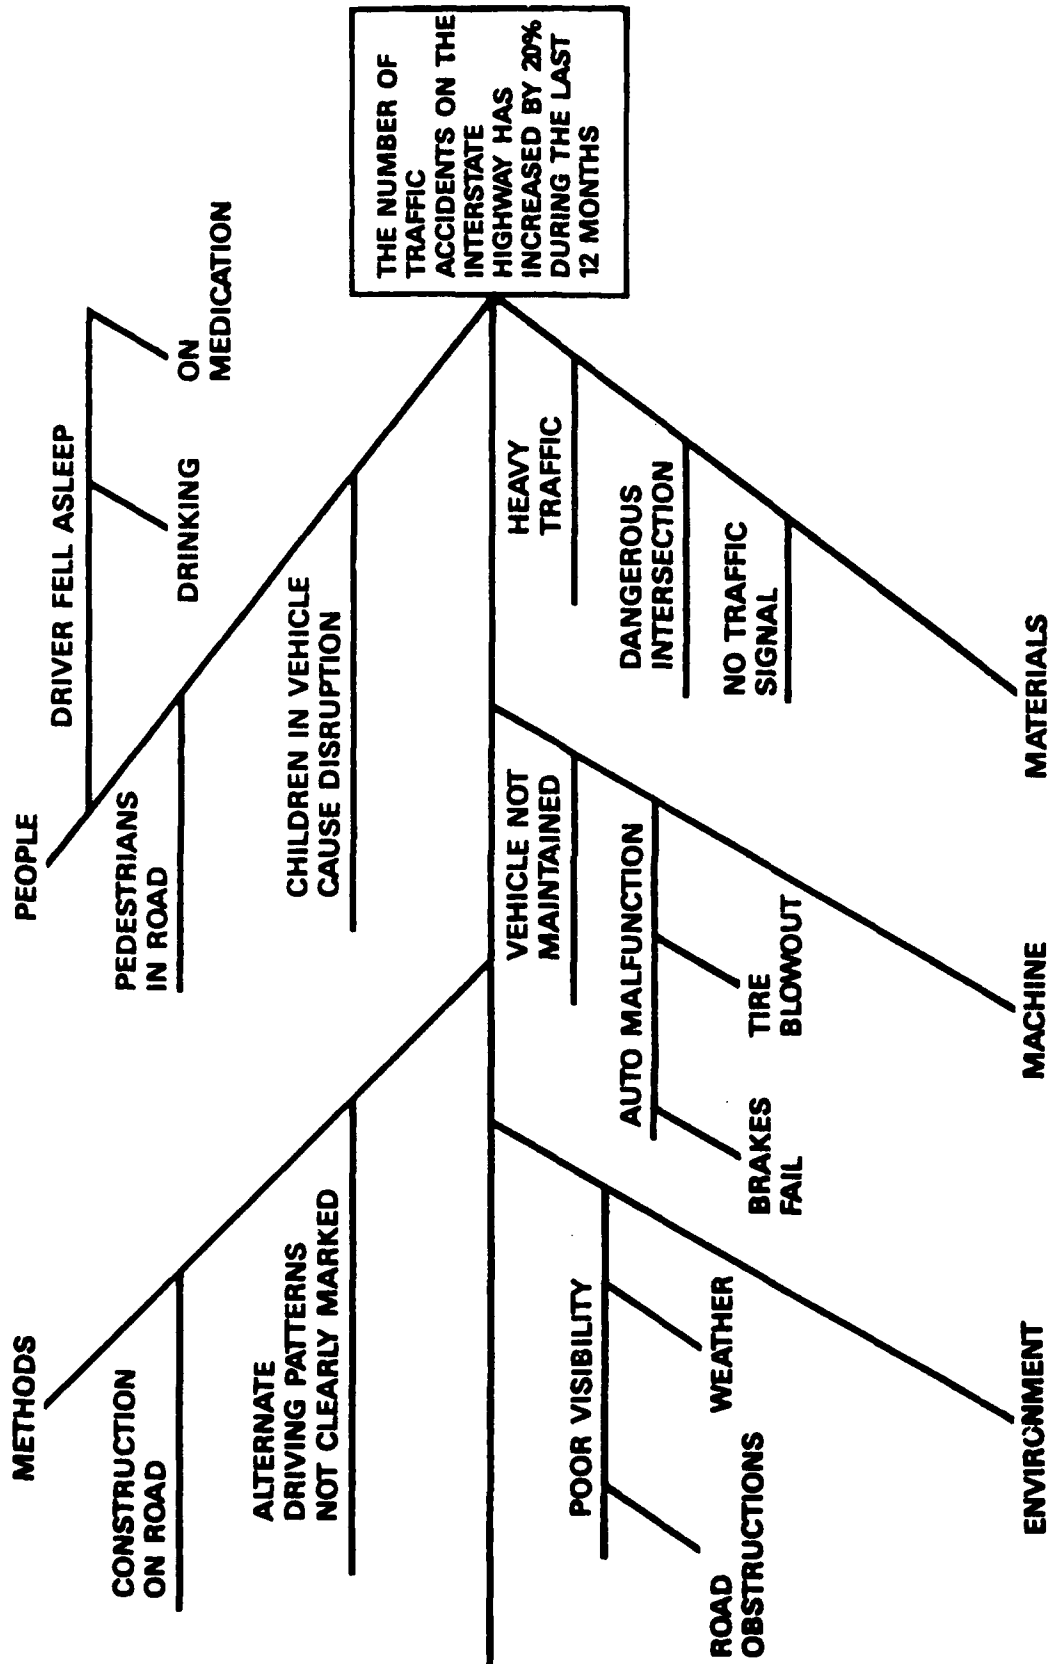 METHODS
CONSTRUCTION
ON ROAD
ALTERNATE
DRIVING PATTERNS
NOT CLEARLY MARKED
PEOPLE
DRIVER FELL ASLEEP
DRINKING
ON
MEDICATION
PEDESTRIANS
IN ROAD
CHILDREN IN VEHICLE
CAUSE DISRUPTION
THE NUMBER OF
TRAFFIC
ACCIDENTS ON THE
INTERSTATE
HIGHWAY HAS
INCREASED BY 20%
DURING THE LAST
12 MONTHS
POOR VISIBILITY
ROAD
OBSTRUCTIONS
WEATHER
ENVIRONMENT
VEHICLE NOT
MAINTAINED
AUTO MALFUNCTION
BRAKES
FAIL
TIRE
BLOWOUT
MACHINE
HEAVY
TRAFFIC
DANGEROUS
INTERSECTION
NO TRAFFIC
SIGNAL
MATERIALS